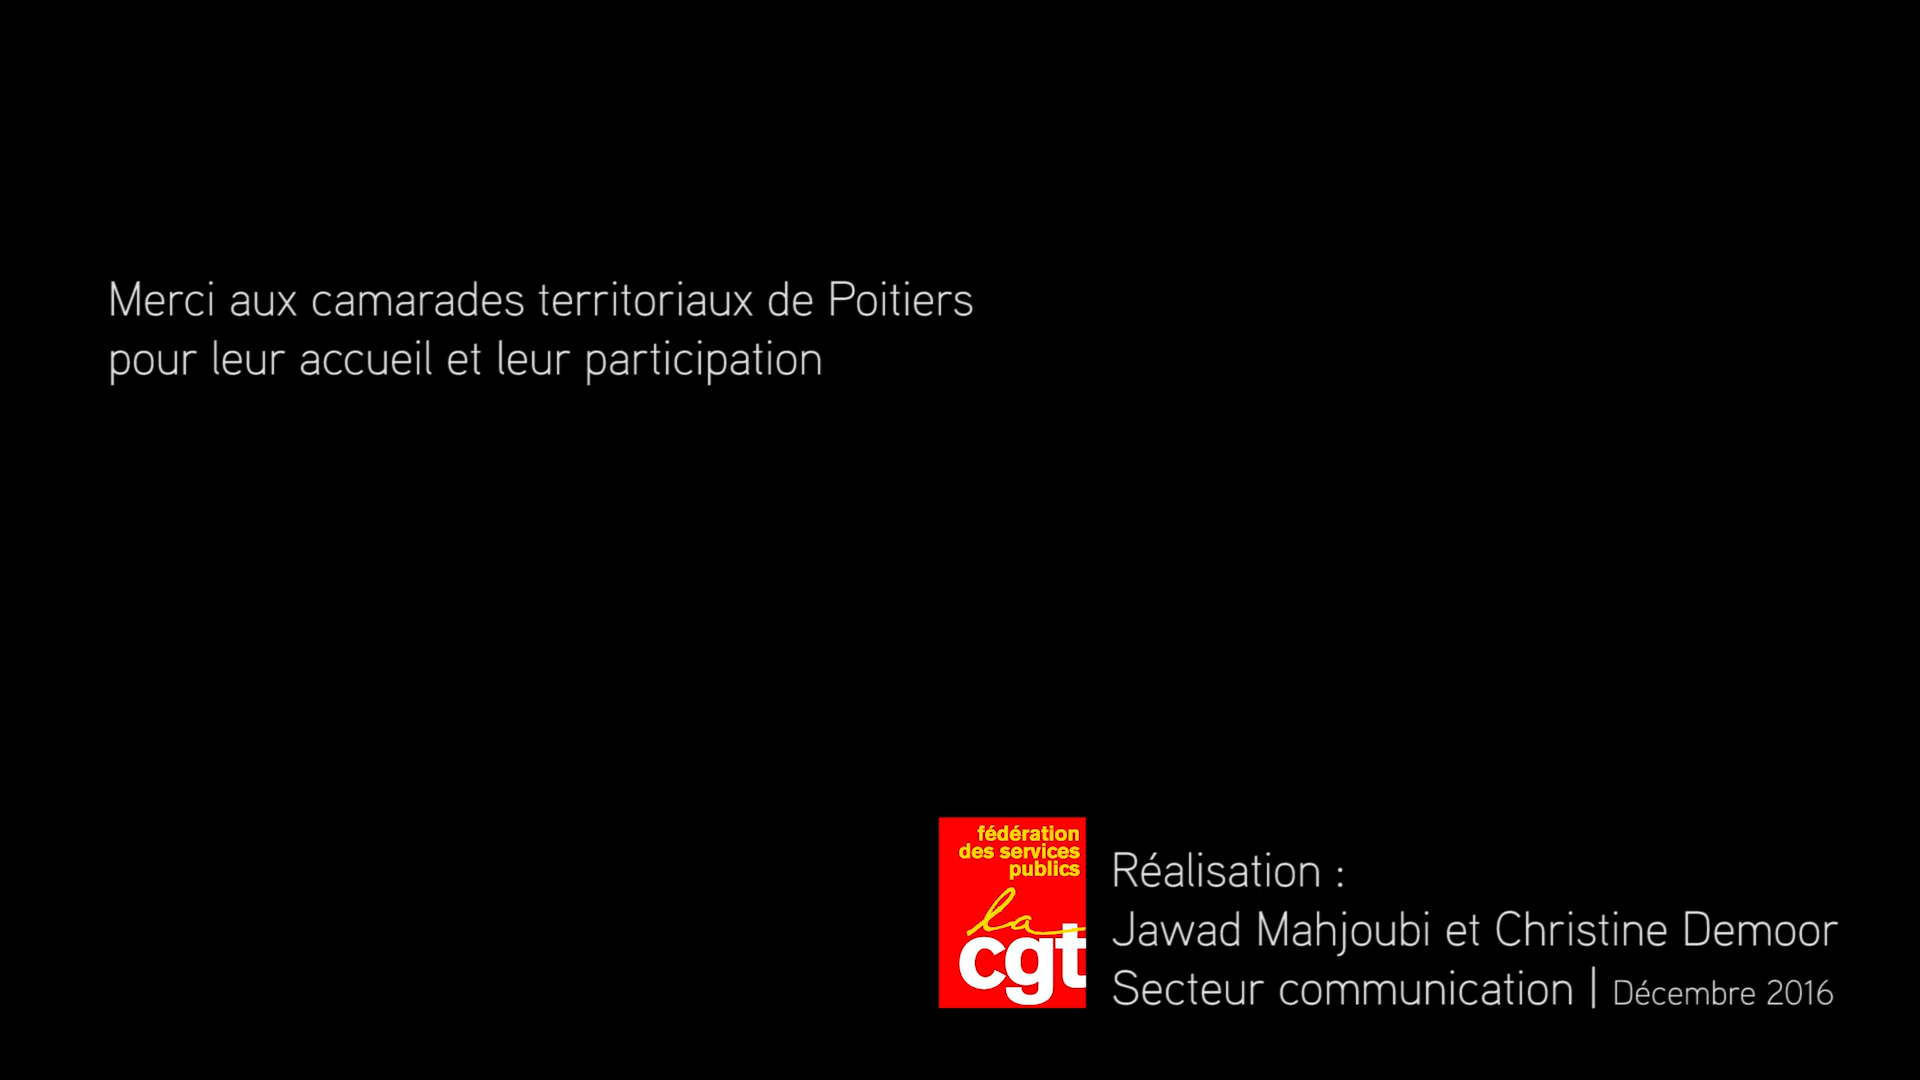 Merci aux camarades territoriaux de Poitiers
pour leur accueil et leur participation
fédération
des services
publics
la
cgt
Réalisation :
Jawad Mahjoubi et Christine Demoor
Secteur communication | Décembre 2016